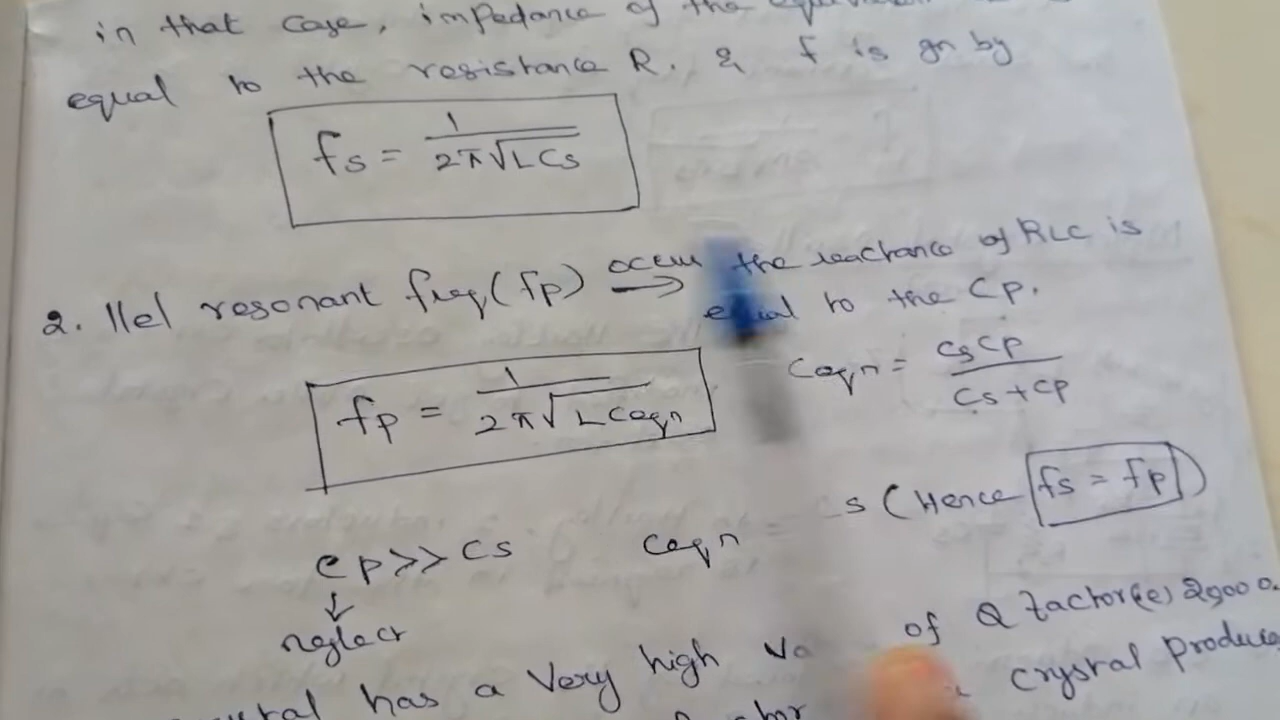 in that case, impedance of the
equal to the resistance R. & f is gn by
fs = 1 / 2π√LCs
2. llel resonant freq(fp) → occur the reactance of RLC is
equal to the Cp.
fp = 1 / 2π√LCeqn
Ceqn = CsCp / Cs+Cp
Cp>>Cs Ceqn = s (Hence fs = fp)
↓
neglect
of Q factor(e) 29000.
has a very high
crystal produce